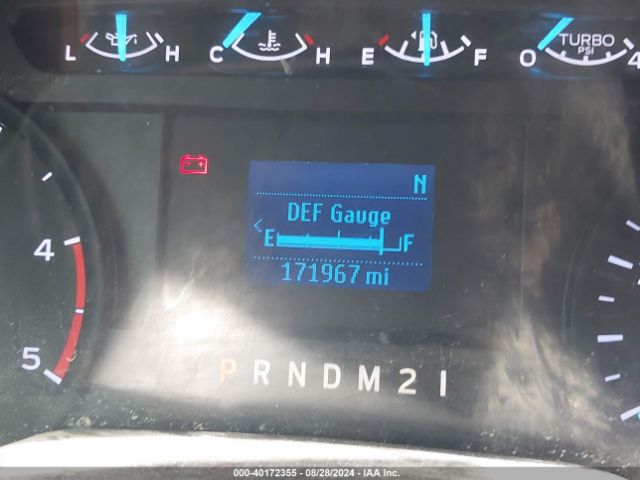 L H C H E F O TURBO PSI 4
N
DEF Gauge
E F
171967 mi
4
5
P R N D M 2 1
000-40172355 • 08/28/2024 • IAA Inc.